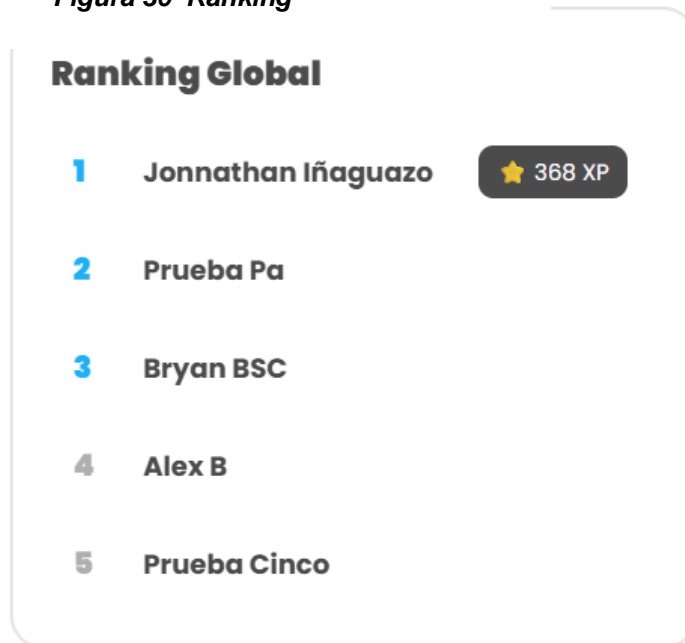 Figura 30 Ranking
Ranking Global
1 Jonnathan Iñaguazo 368 XP
2 Prueba Pa
3 Bryan BSC
4 Alex B
5 Prueba Cinco